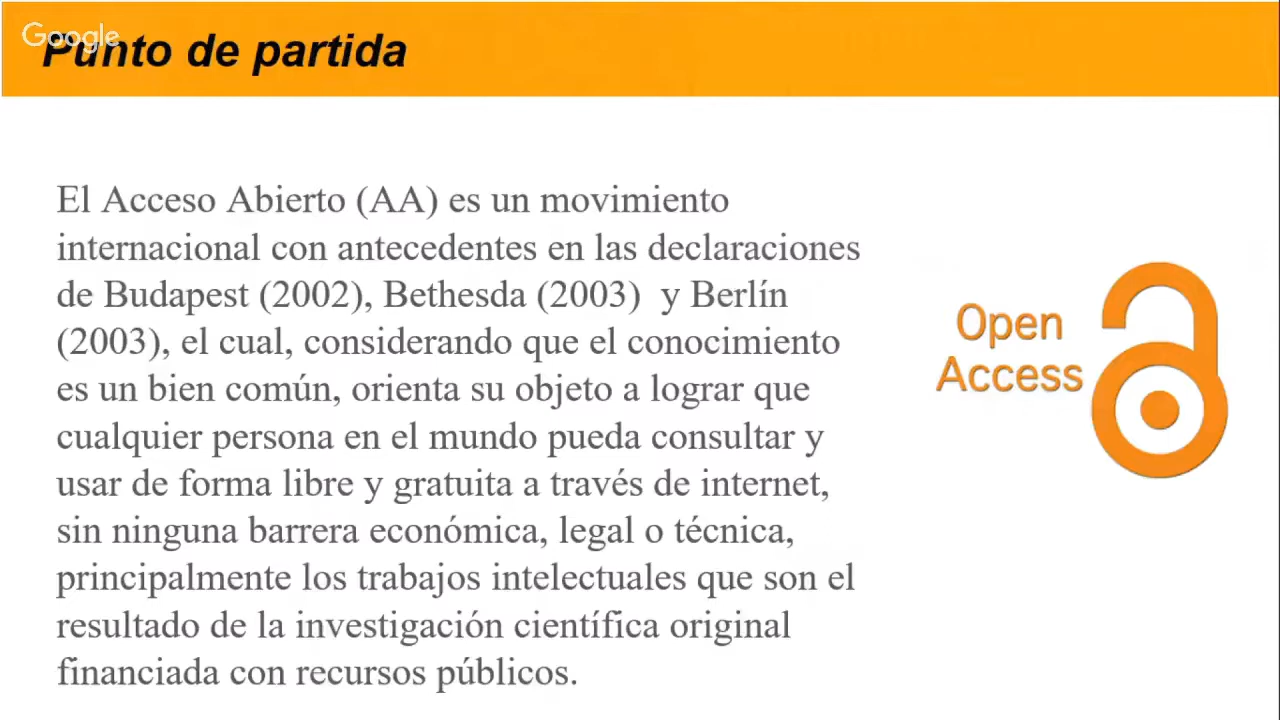 Google
Punto de partida
El Acceso Abierto (AA) es un movimiento
internacional con antecedentes en las declaraciones
de Budapest (2002), Bethesda (2003)  y Berlín
(2003), el cual, considerando que el conocimiento
es un bien común, orienta su objeto a lograr que
cualquier persona en el mundo pueda consultar y
usar de forma libre y gratuita a través de internet,
sin ninguna barrera económica, legal o técnica,
principalmente los trabajos intelectuales que son el
resultado de la investigación científica original
financiada con recursos públicos.
Open
Access